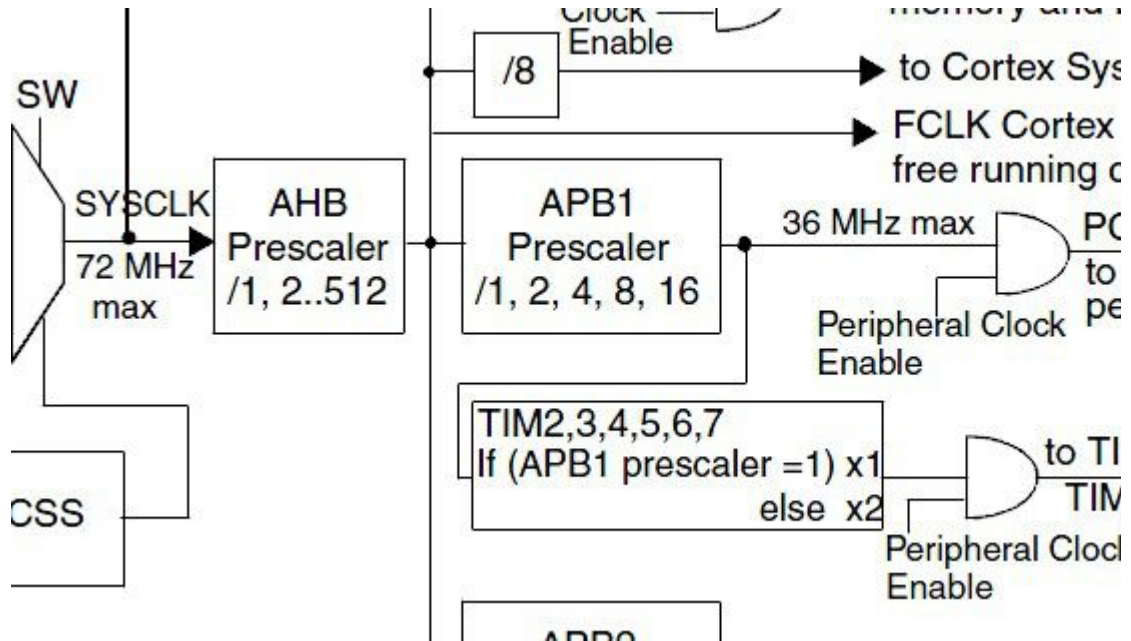 Clock
Enable
/8
to Cortex
SW
FCLK Cortex
free running
SYSCLK
72 MHz
max
AHB
Prescaler
/1, 2..512
APB1
Prescaler
/1, 2, 4, 8, 16
36 MHz max
to
Peripheral Clock
Enable
TIM2,3,4,5,6,7
If (APB1 prescaler =1) x1
else x2
to
CSS
Peripheral Clock
Enable